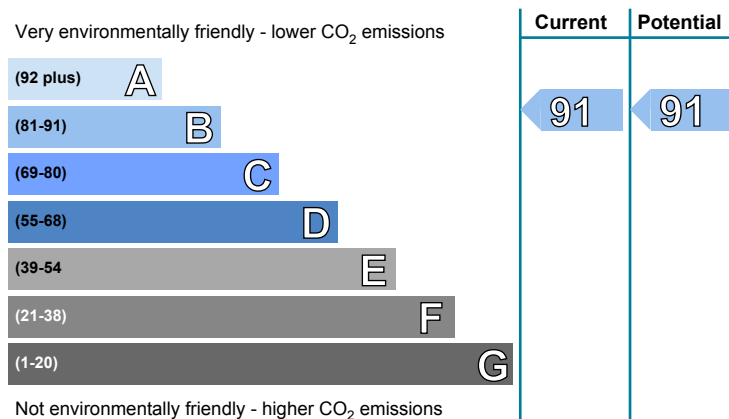 Very environmentally friendly - lower CO2 emissions
Current
Potential
(92 plus) A
(81-91) B
91
91
(69-80) C
(55-68) D
(39-54 E
(21-38) F
(1-20) G
Not environmentally friendly - higher CO2 emissions